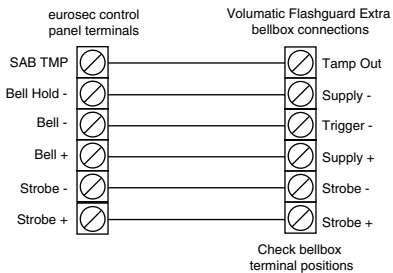 eurosec control
panel terminals
Volumatic Flashguard Extra
bellbox connections
SAB TMP
Tamp Out
Bell Hold -
Supply -
Bell -
Trigger -
Bell +
Supply +
Strobe -
Strobe -
Strobe +
Strobe +
Check bellbox
terminal positions